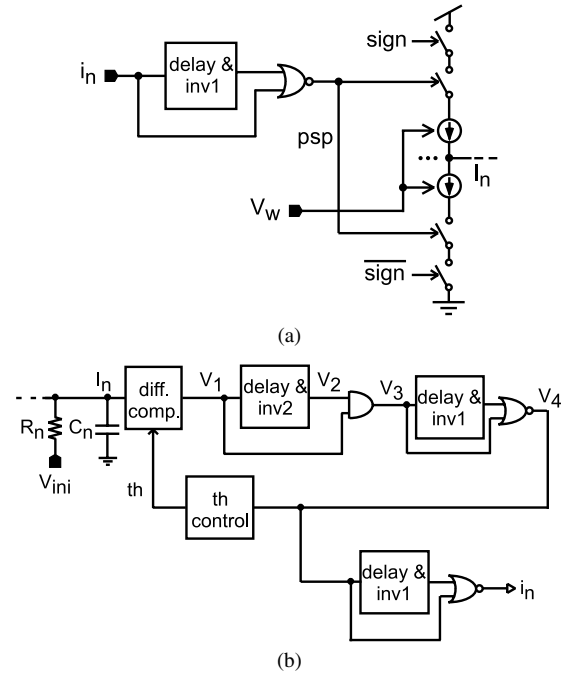 sign
i_n
delay &
inv1
psp
...
I_n
V_w
sign
(a)
I_n
diff.
comp.
V_1
delay &
inv2
V_2
V_3
delay &
inv1
V_4
R_n
C_n
V_ini
th
th
control
delay &
inv1
i_n
(b)